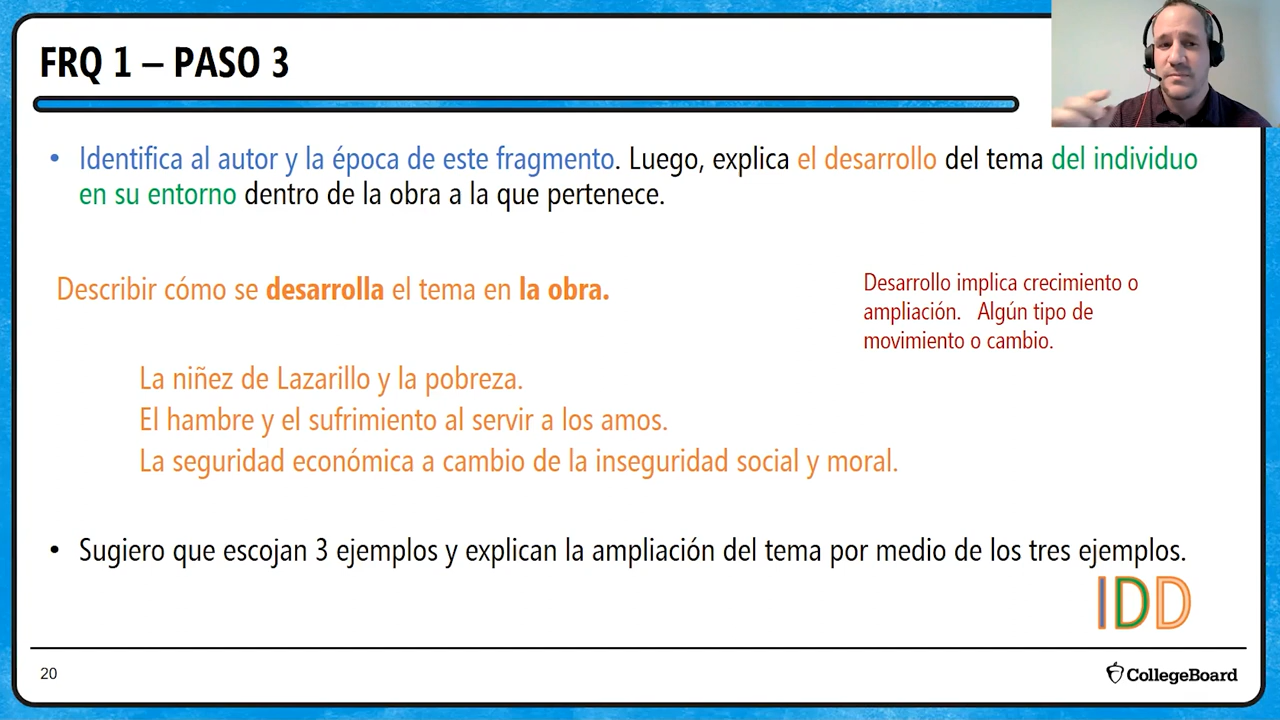 FRQ 1 – PASO 3
• Identifica al autor y la época de este fragmento. Luego, explica el desarrollo del tema del individuo
en su entorno dentro de la obra a la que pertenece.
Describir cómo se desarrolla el tema en la obra.
Desarrollo implica crecimiento o
ampliación. Algún tipo de
movimiento o cambio.
La niñez de Lazarillo y la pobreza.
El hambre y el sufrimiento al servir a los amos.
La seguridad económica a cambio de la inseguridad social y moral.
• Sugiero que escojan 3 ejemplos y explican la ampliación del tema por medio de los tres ejemplos.
IDD
20
CollegeBoard